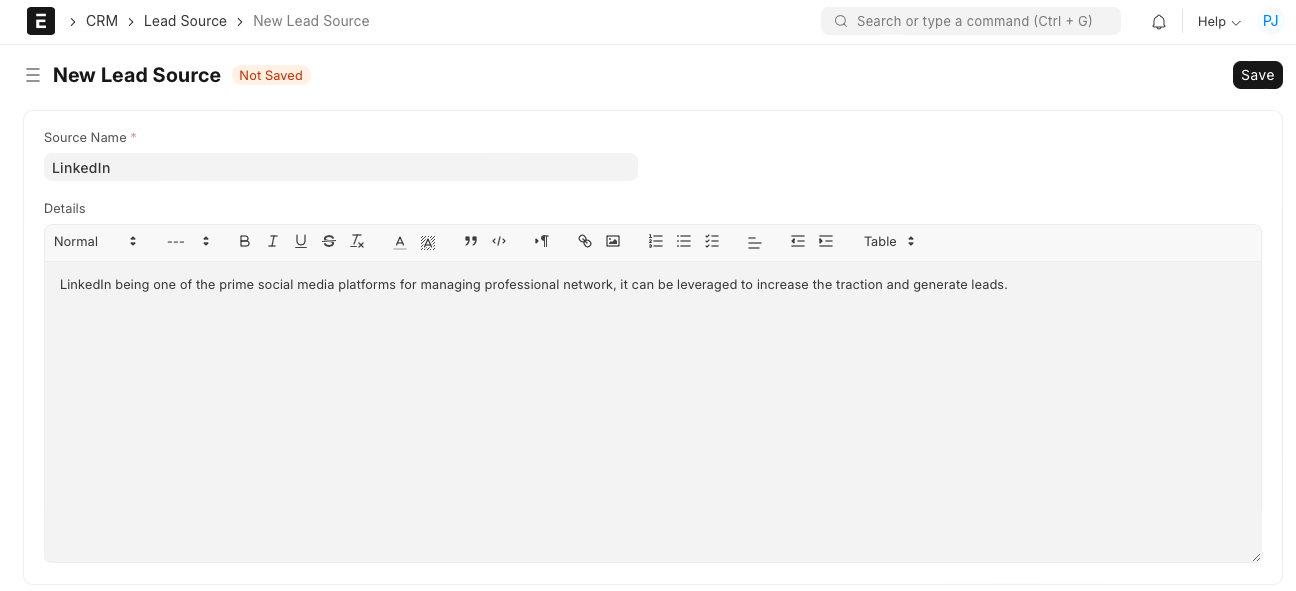 E CRM Lead Source New Lead Source Search or type a command (Ctrl + G) Help PJ
New Lead Source Not Saved Save
Source Name *
LinkedIn
Details
Normal --- B I U S Tx A A Table
LinkedIn being one of the prime social media platforms for managing professional network, it can be leveraged to increase the traction and generate leads.